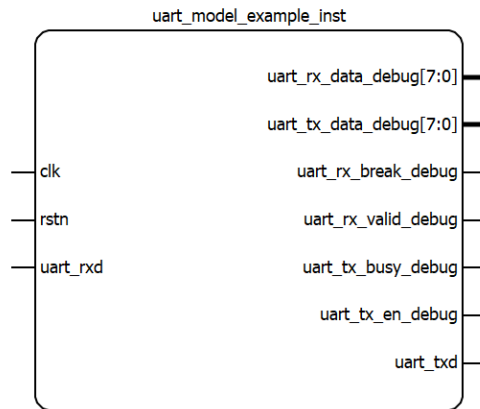 uart_model_example_inst
uart_rx_data_debug[7:0]
uart_tx_data_debug[7:0]
clk uart_rx_break_debug
rstn uart_rx_valid_debug
uart_rxd uart_tx_busy_debug
uart_tx_en_debug
uart_txd